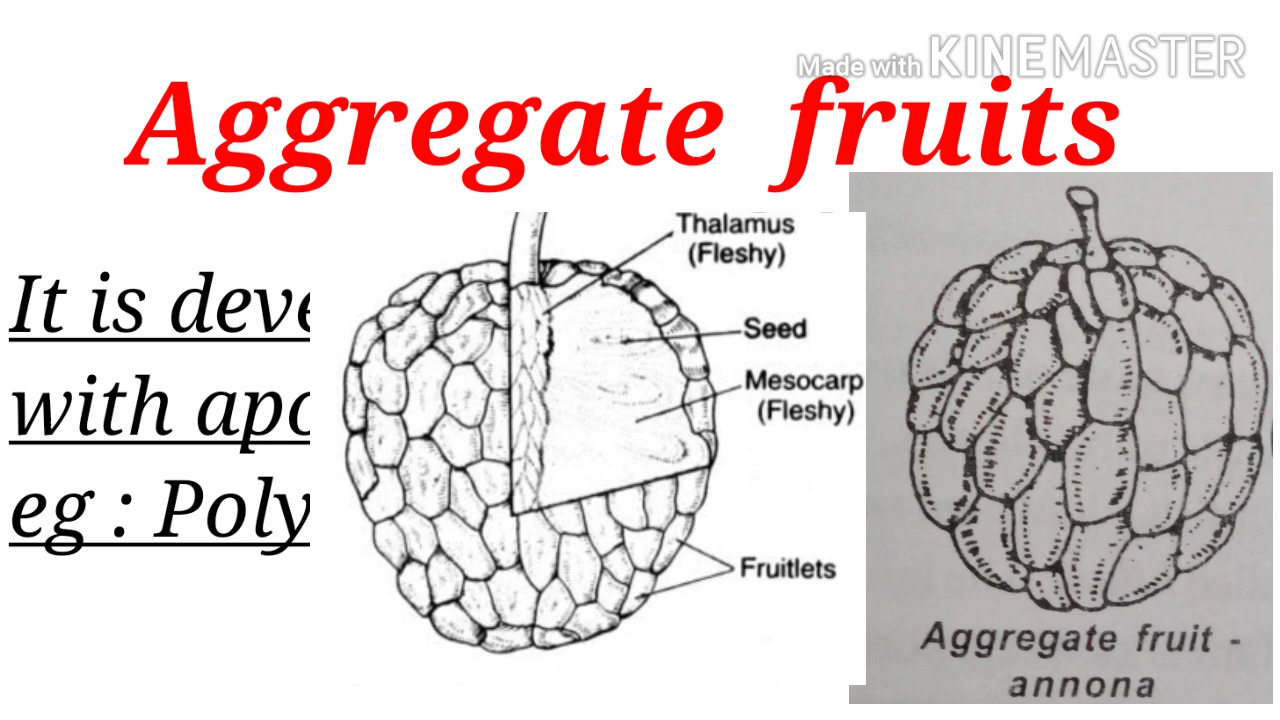 Made with KINEMASTER
Aggregate fruits
It is deve
with apo
eg : Poly
Thalamus
(Fleshy)
Seed
Mesocarp
(Fleshy)
Fruitlets
Aggregate fruit -
annona